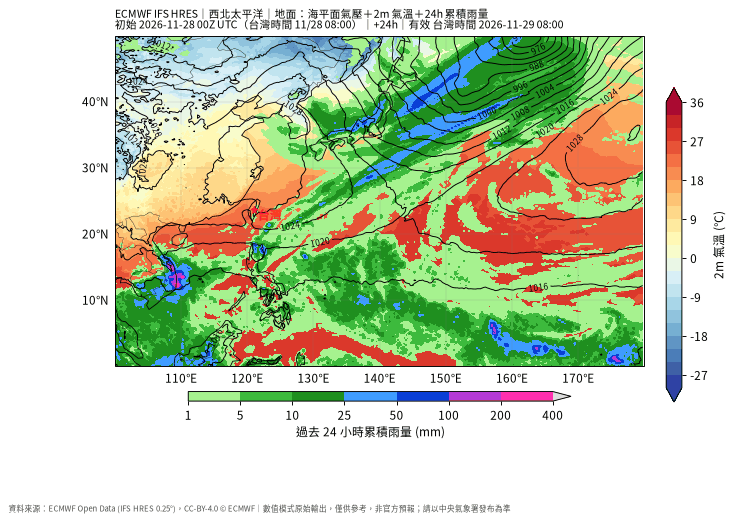 ECMWF IFS HRES｜西北太平洋｜地面：海平面氣壓＋2m 氣溫＋24h 累積雨量
初始 2026-11-28 00Z UTC（台灣時間 11/28 08:00）｜+24h｜有效 台灣時間 2026-11-29 08:00
40°N
30°N
20°N
10°N
110°E 120°E 130°E 140°E 150°E 160°E 170°E
1012
976
988
996
1000
1004
1008
1012
1016
1020
1024
1028
1024
1020
1016
36
27
18
9
0
-9
-18
-27
2m 氣溫 (°C)
1 5 10 25 50 100 200 400
過去 24 小時累積雨量 (mm)
資料來源：ECMWF Open Data (IFS HRES 0.25°)，CC-BY-4.0 © ECMWF｜數值模式原始輸出，僅供參考，非官方預報；請以中央氣象署發布為準